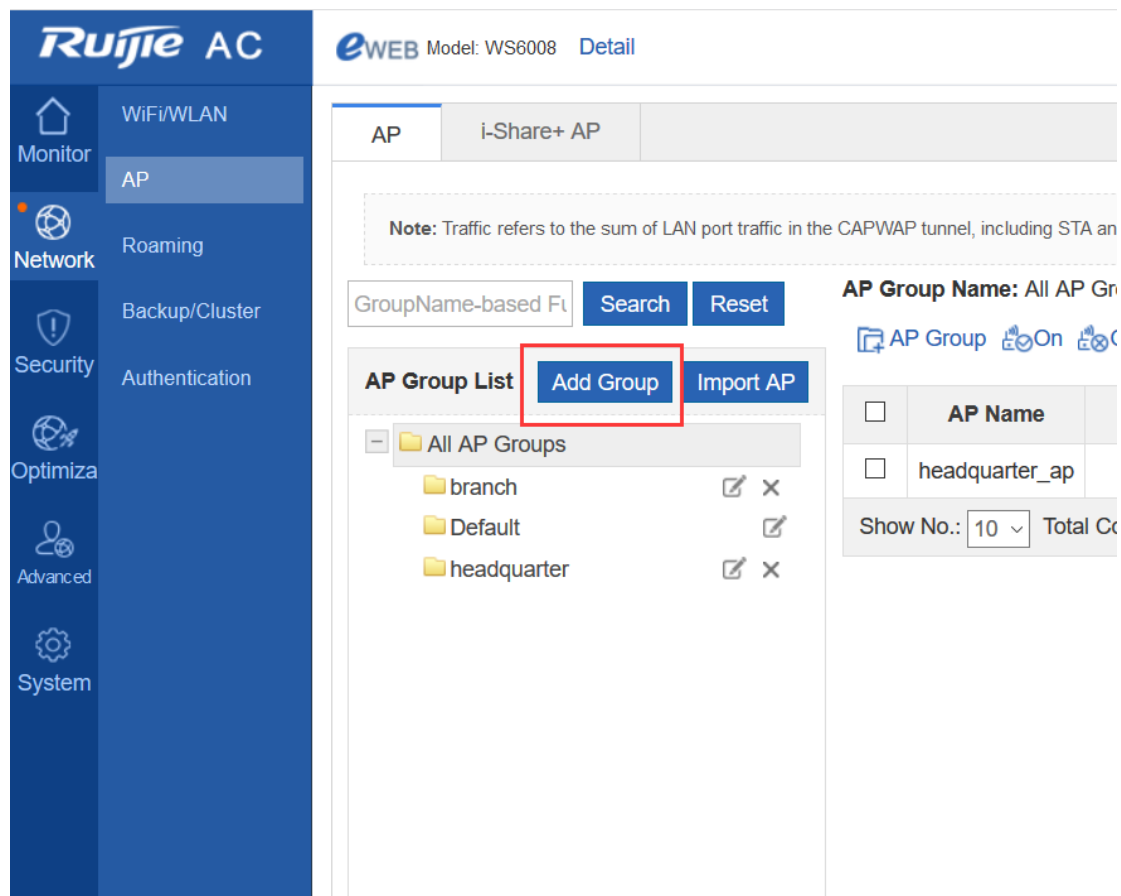 Ruijie AC
eWEB Model: WS6008 Detail
Monitor
Network
Security
Optimiza
Advanced
System
WiFi/WLAN
AP
Roaming
Backup/Cluster
Authentication
AP i-Share+ AP
Note: Traffic refers to the sum of LAN port traffic in the CAPWAP tunnel, including STA an
GroupName-based Search Reset
AP Group List Add Group Import AP
All AP Groups
branch
Default
headquarter
AP Group Name: All AP Gr
AP Group On
AP Name
headquarter_ap
Show No.: 10 Total Co